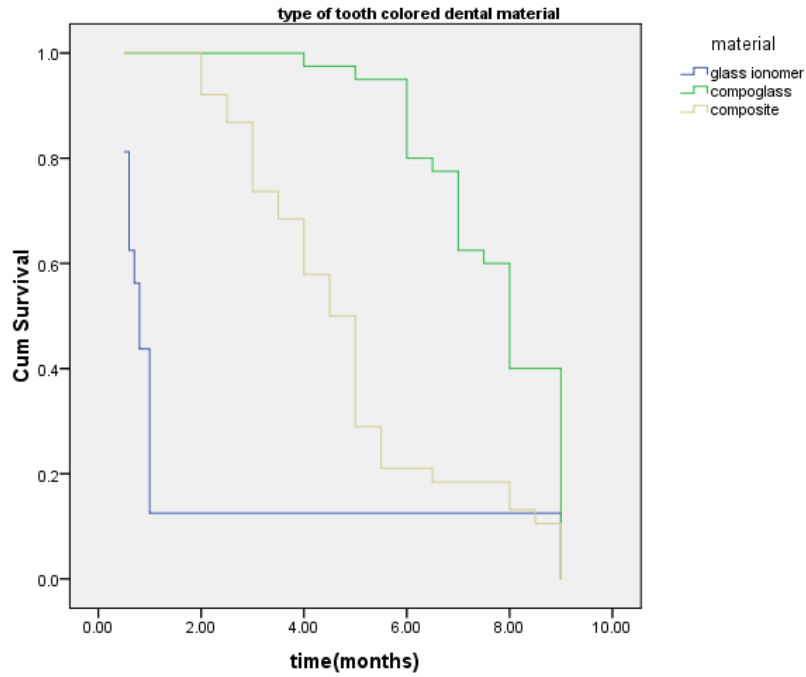 type of tooth colored dental material
material
glass ionomer
compoglass
composite
Cum Survival
1.0
0.8
0.6
0.4
0.2
0.0
0.00 2.00 4.00 6.00 8.00 10.00
time(months)